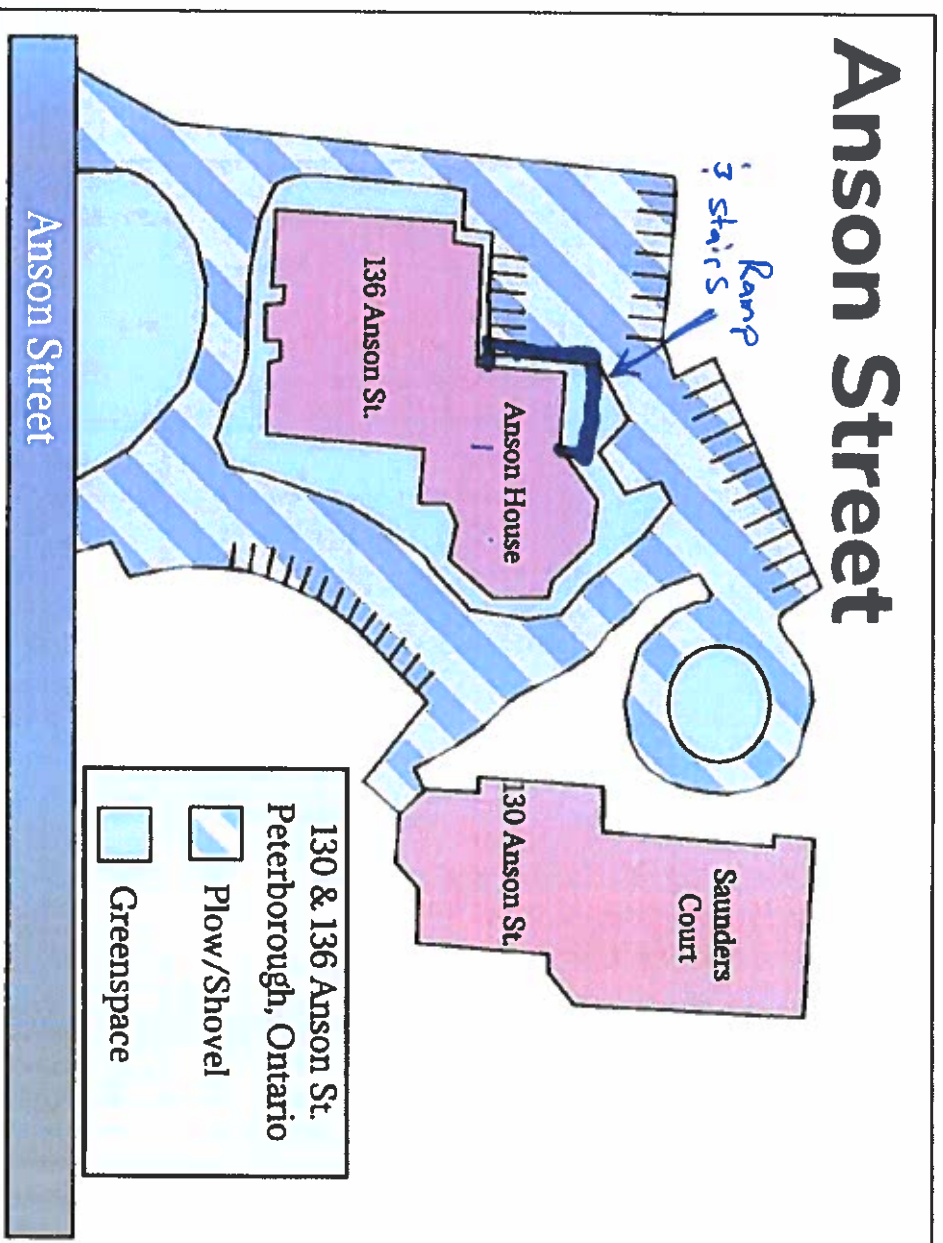 Anson Street
Ramp
3 stairs
136 Anson St.
Anson House
Saunders
Court
130 Anson St.
130 & 136 Anson St.
Peterborough, Ontario
Plow/Shovel
Greenspace
Anson Street